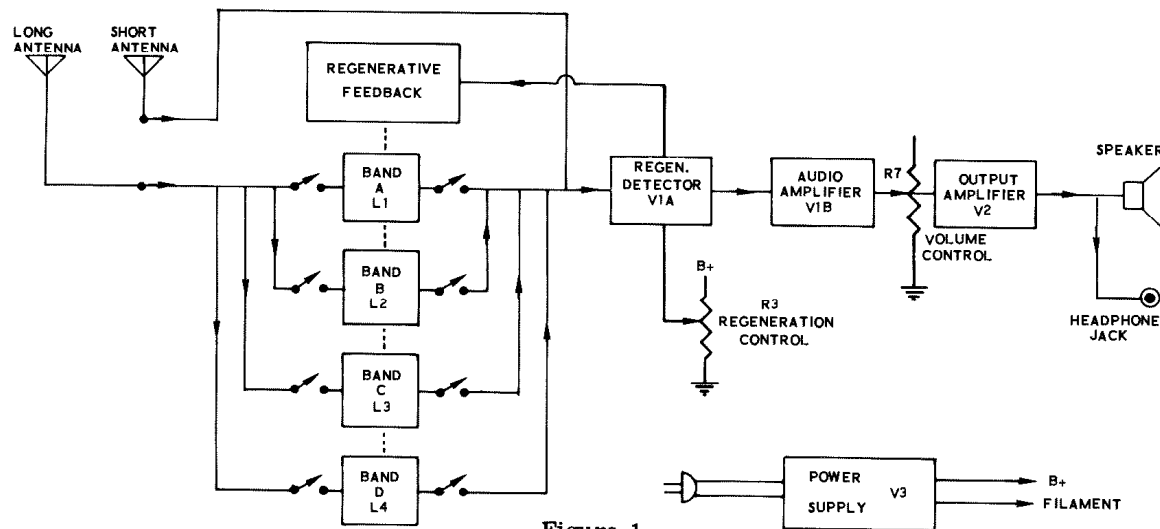 LONG
ANTENNA
SHORT
ANTENNA
REGENERATIVE
FEEDBACK
BAND
A
L1
BAND
B
L2
BAND
C
L3
BAND
D
L4
REGEN.
DETECTOR
V1A
AUDIO
AMPLIFIER
V1B
R7
VOLUME
CONTROL
OUTPUT
AMPLIFIER
V2
SPEAKER
HEADPHONE
JACK
B+
R3
REGENERATION
CONTROL
POWER
SUPPLY
V3
B+
FILAMENT
Figure 1